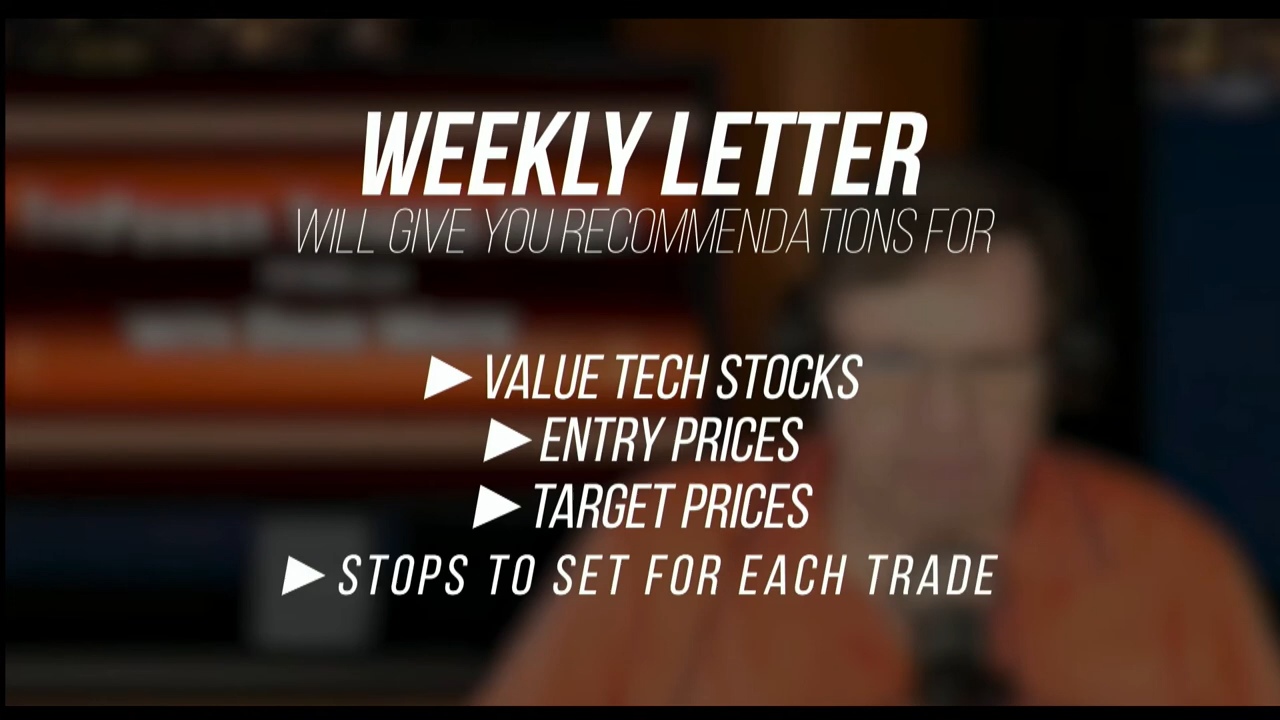 WEEKLY LETTER
WILL GIVE YOU RECOMMENDATIONS FOR
▶ VALUE TECH STOCKS
▶ ENTRY PRICES
▶ TARGET PRICES
▶ STOPS TO SET FOR EACH TRADE